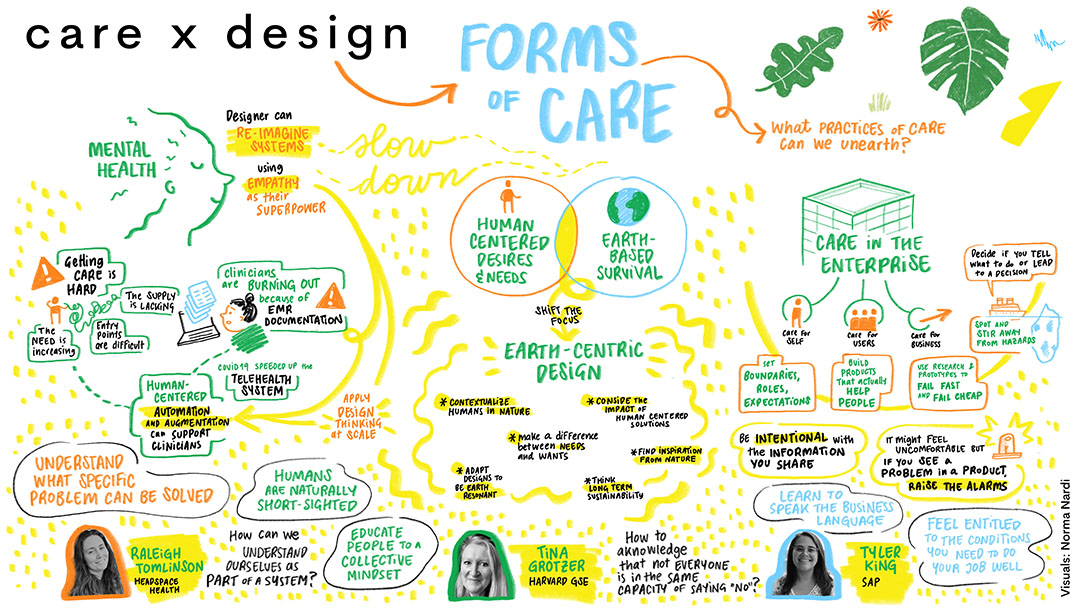 care x design
FORMS
OF CARE
What PRACTICES OF CARE
can we unearth?
MENTAL
HEALTH
Designer can
RE-IMAGINE
SYSTEMS
using
EMPATHY
as their
SUPERPOWER
slow
down
Getting
CARE is
HARD
The SUPPLY
is LACKING
The
NEED is
increasing
Entry
points
are difficult
clinicians
are BURNING OUT
because of
EMR
DOCUMENTATION
COVID19 SPEEDED UP the
TELEHEALTH
SYSTEM
HUMAN-
CENTERED
AUTOMATION
AND AUGMENTATION
can SUPPORT
CLINICIANS
APPLY
DESIGN
THINKING
at SCALE
UNDERSTAND
WHAT SPECIFIC
PROBLEM CAN BE SOLVED
HUMANS
ARE NATURALLY
SHORT-SIGHTED
RALEIGH
TOMLINSON
HEADSPACE
HEALTH
HOW can we
UNDERSTAND
OURSELVES as
PART OF A SYSTEM?
EDUCATE
PEOPLE TO A
COLLECTIVE
MINDSET
HUMAN
CENTERED
DESIRES
& NEEDS
EARTH-
BASED
SURVIVAL
SHIFT THE
FOCUS
EARTH-CENTRIC
DESIGN
* CONTEXTUALIZE
HUMANS IN NATURE
* CONSIDE THE
IMPACT OF
HUMAN CENTERED
SOLUTIONS
* make a difference
between NEEDS
and WANTS
* FIND INSPIRATION
FROM NATURE
* ADAPT
DESIGNS TO
BE EARTH
RESONANT
* THINK
LONG TERM
SUSTAINABILITY
TINA
GROTZER
HARVARD GSE
HOW to
aknowledge
that NOT EVERYONE
is in the SAME
CAPACITY OF SAYING "NO"?
CARE IN THE
ENTERPRISE
Decide if YOU TELL
what to do or LEAD
TO A DECISION
SPOT AND
STIR AWAY
FROM HAZARDS
care for
SELF
care for
USERS
care for
BUSINESS
SET
BOUNDARIES,
ROLES,
EXPECTATIONS
BUILD
PRODUCTS
THAT actually
HELP
PEOPLE
USE RESEARCH &
PROTOTYPES TO
FAIL FAST
AND FAIL CHEAP
BE INTENTIONAL with
the INFORMATION
YOU SHARE
IT might FEEL
UNCOMFORTABLE BUT
IF YOU SEE A
PROBLEM IN A PRODUCT,
RAISE THE ALARMS
LEARN TO
SPEAK THE BUSINESS
LANGUAGE
TYLER
KING
SAP
FEEL ENTITLED
TO THE CONDITIONS
YOU NEED TO DO
YOUR JOB WELL
Visuals: Norma Nardi